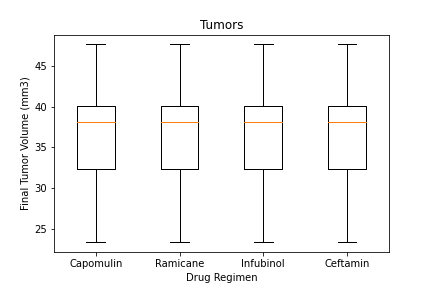 Tumors
Final Tumor Volume (mm3)
45
40
35
30
25
Capomulin Ramicane Infubinol Ceftamin
Drug Regimen